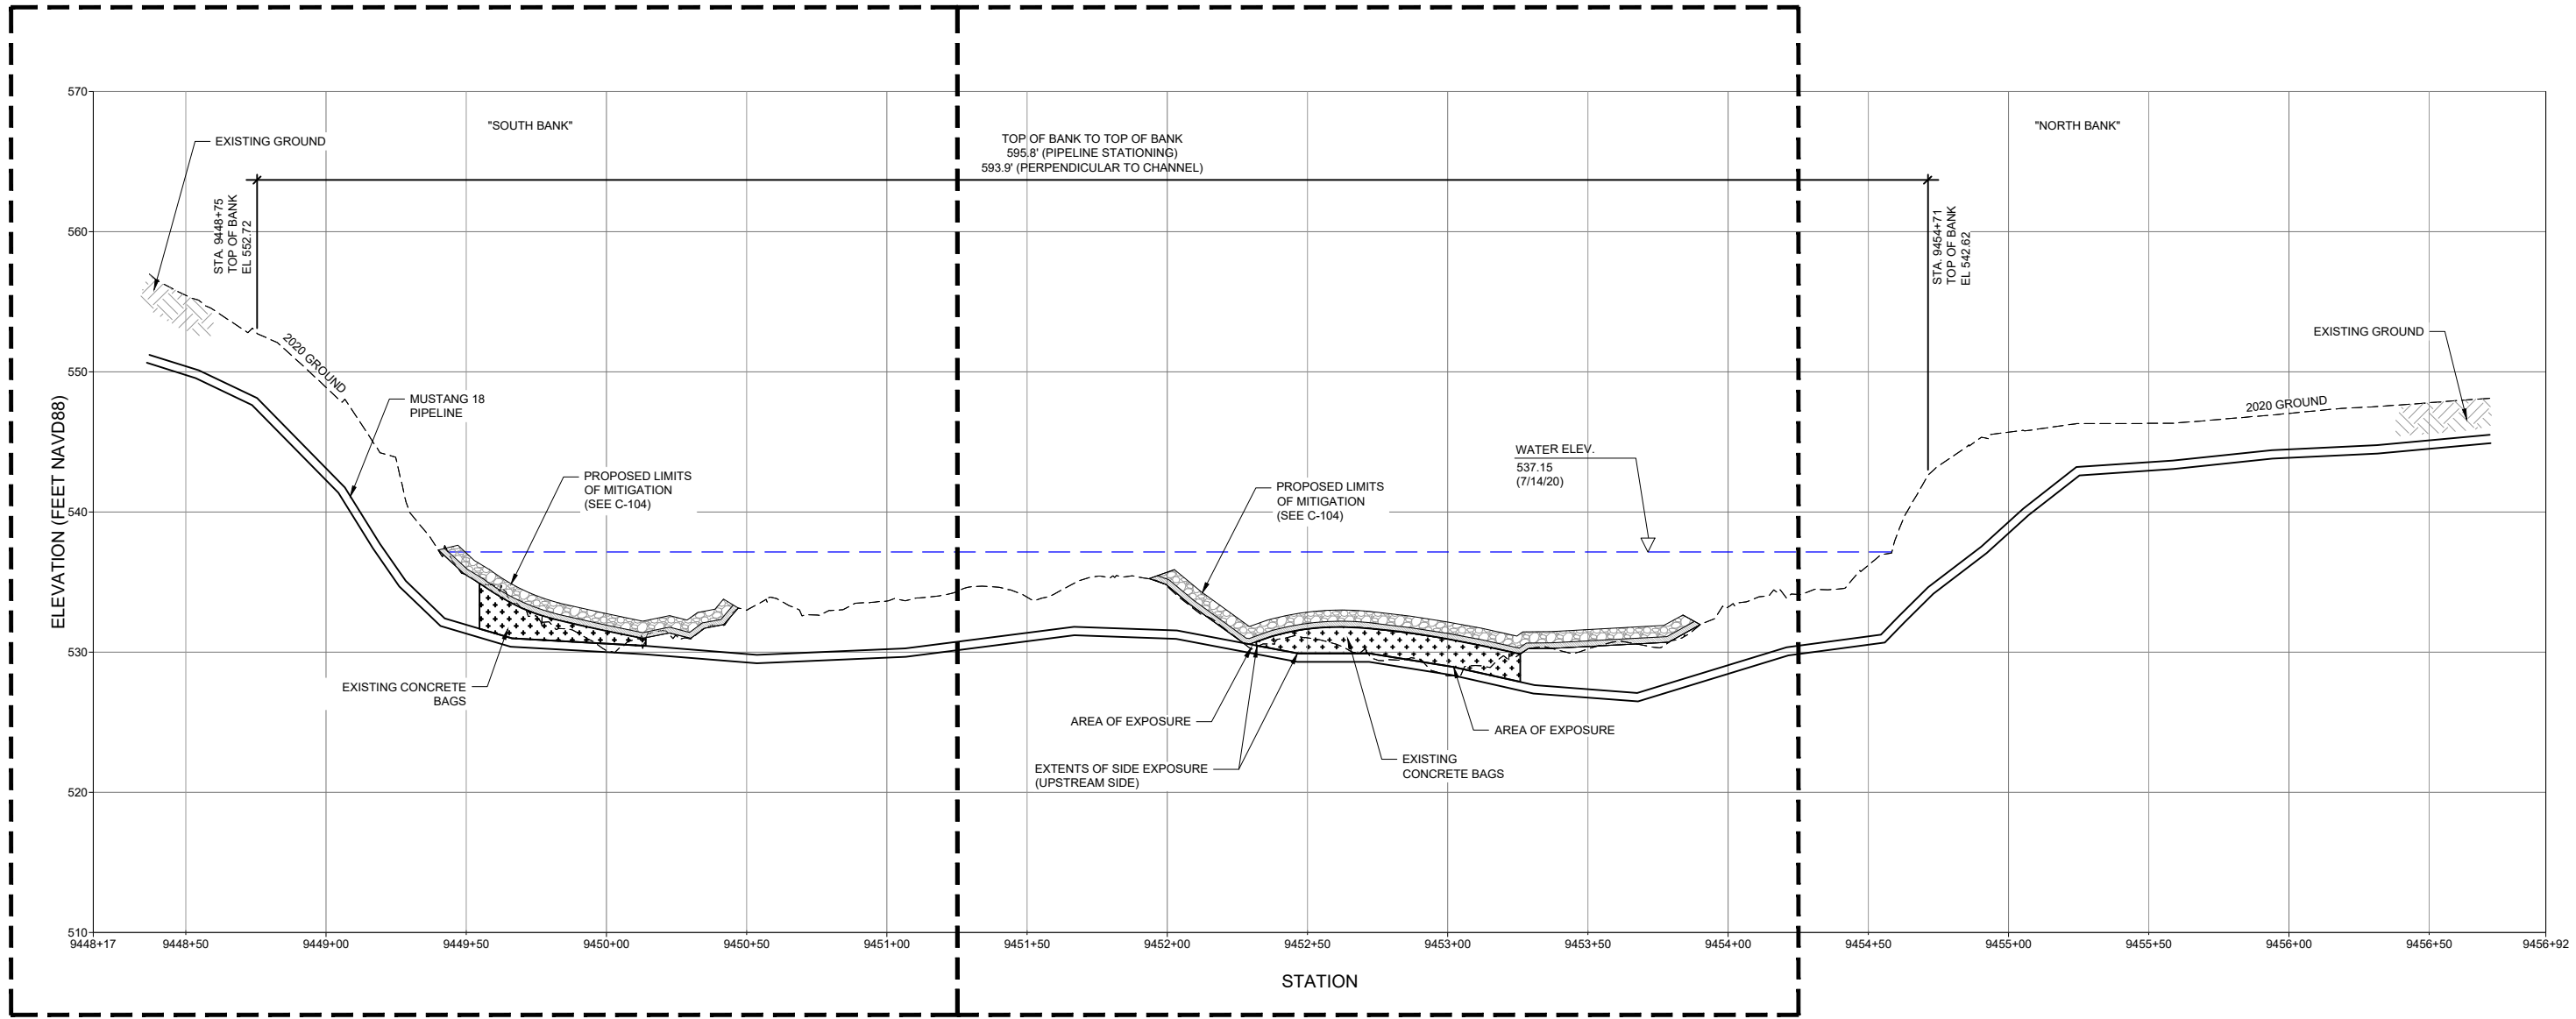 "SOUTH BANK"
"NORTH BANK"
TOP OF BANK TO TOP OF BANK
595.8' (PIPELINE STATIONING)
593.9' (PERPENDICULAR TO CHANNEL)
EXISTING GROUND
STA. 9448+75
TOP OF BANK
EL 552.72
STA. 9454+71
TOP OF BANK
EL 542.62
2020 GROUND
MUSTANG 18
PIPELINE
PROPOSED LIMITS
OF MITIGATION
(SEE C-104)
EXISTING CONCRETE
BAGS
PROPOSED LIMITS
OF MITIGATION
(SEE C-104)
WATER ELEV.
537.15
(7/14/20)
EXISTING GROUND
2020 GROUND
AREA OF EXPOSURE
EXTENTS OF SIDE EXPOSURE
(UPSTREAM SIDE)
EXISTING
CONCRETE BAGS
AREA OF EXPOSURE
ELEVATION (FEET NAVD88)
570
560
550
540
530
520
510
9448+17
9448+50
9449+00
9449+50
9450+00
9450+50
9451+00
9451+50
9452+00
9452+50
9453+00
9453+50
9454+00
9454+50
9455+00
9455+50
9456+00
9456+50
9456+92
STATION